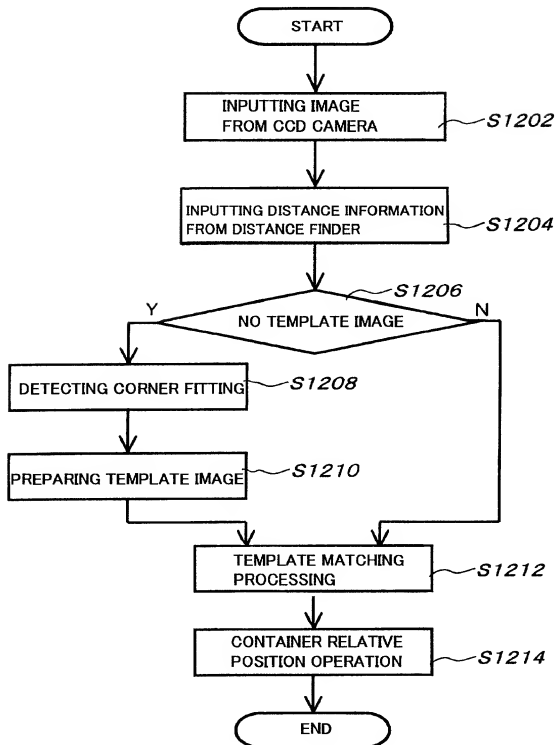 START
INPUTTING IMAGE
FROM CCD CAMERA
S1202
INPUTTING DISTANCE INFORMATION
FROM DISTANCE FINDER
S1204
S1206
Y
N
NO TEMPLATE IMAGE
DETECTING CORNER FITTING
S1208
PREPARING TEMPLATE IMAGE
S1210
TEMPLATE MATCHING
PROCESSING
S1212
CONTAINER RELATIVE
POSITION OPERATION
S1214
END